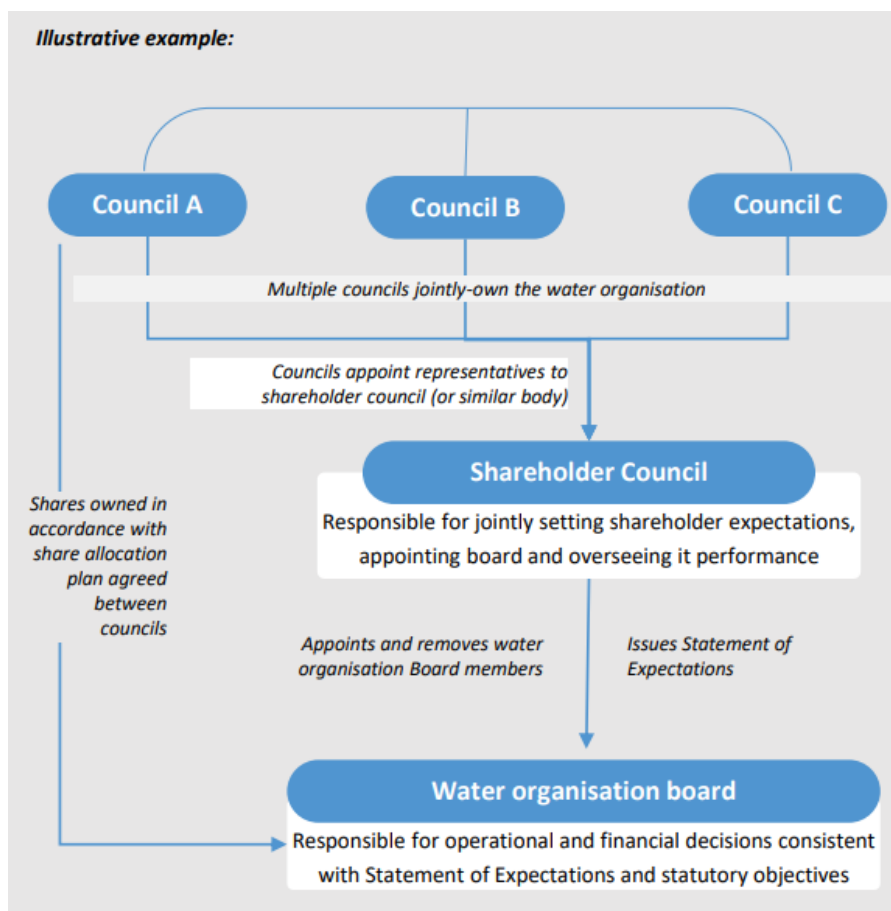 Illustrative example:
Council A
Council B
Council C
Multiple councils jointly-own the water organisation
Councils appoint representatives to
shareholder council (or similar body)
Shareholder Council
Responsible for jointly setting shareholder expectations,
appointing board and overseeing it performance
Shares owned in
accordance with
share allocation
plan agreed
between
councils
Appoints and removes water
organisation Board members
Issues Statement of
Expectations
Water organisation board
Responsible for operational and financial decisions consistent
with Statement of Expectations and statutory objectives